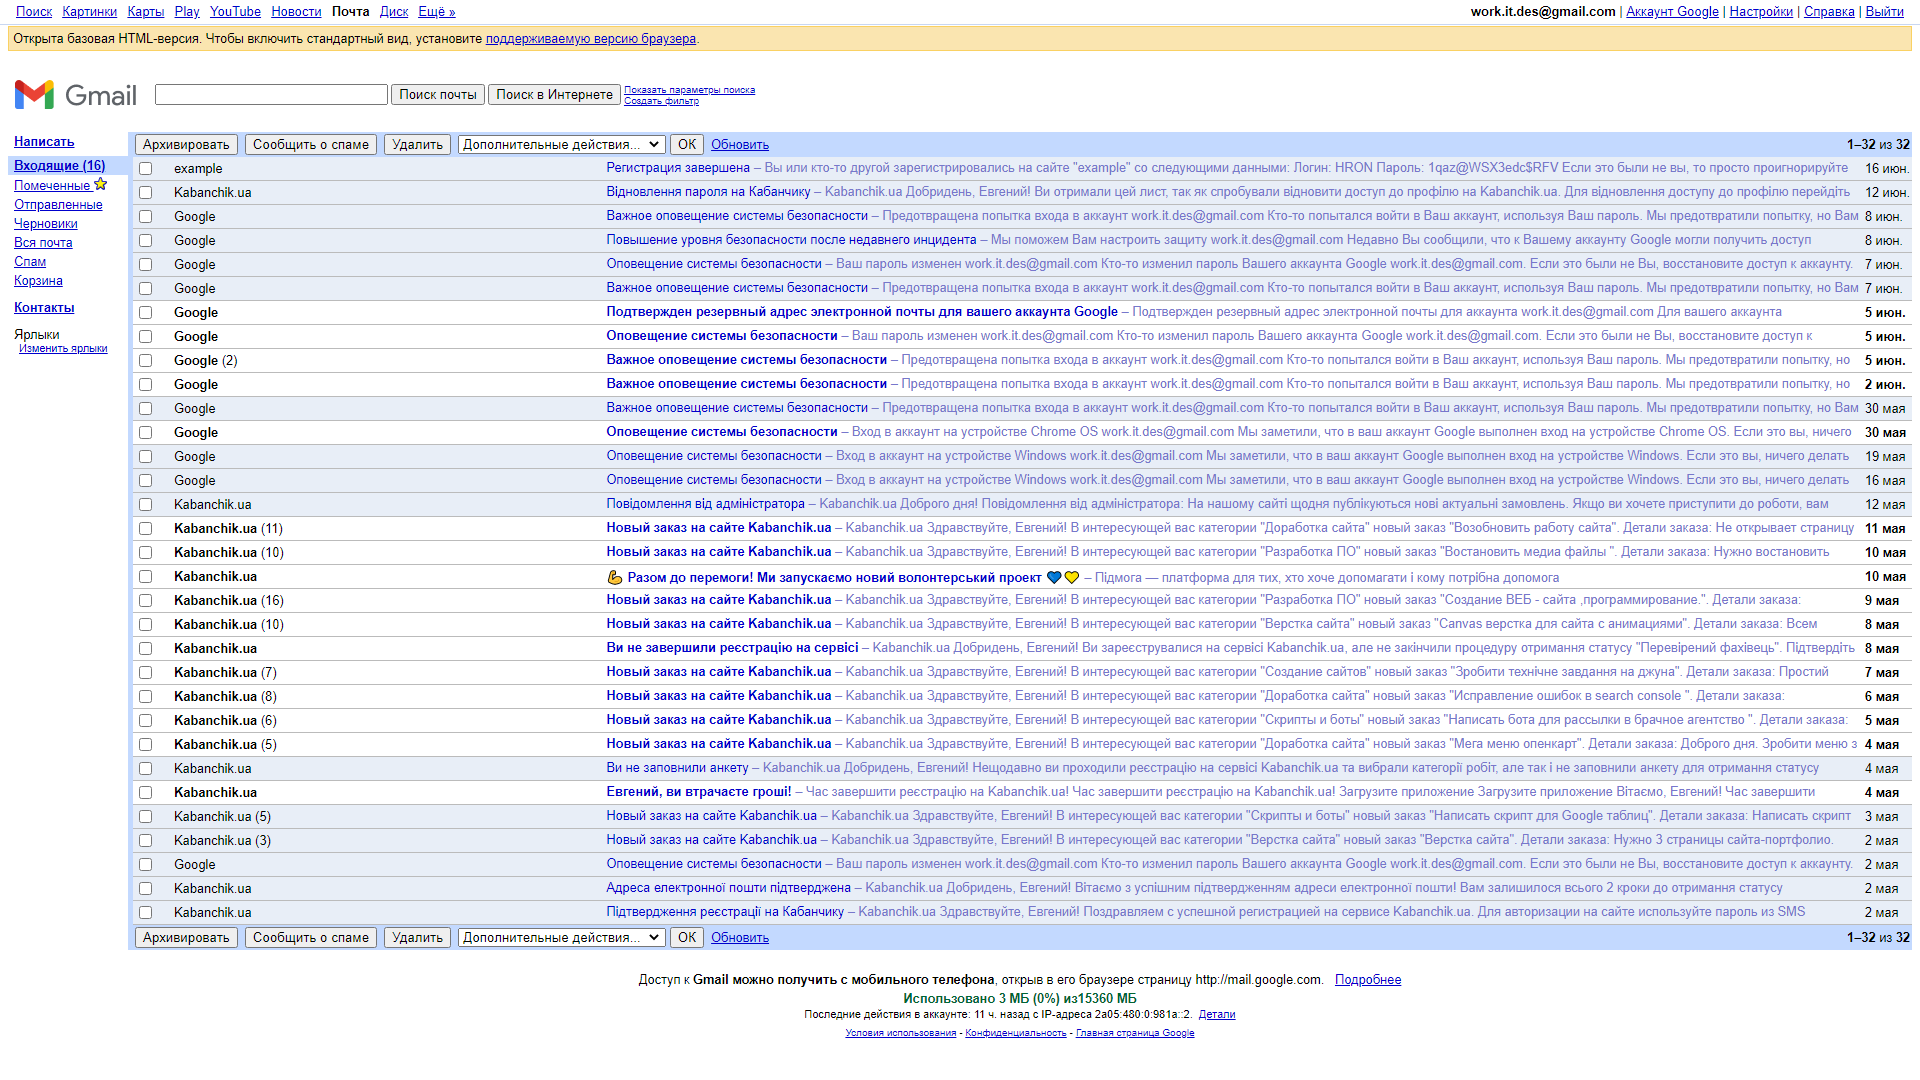 Поиск Картинки Карты Play YouTube Новости Почта Диск Ещё »
work.it.des@gmail.com | Аккаунт Google | Настройки | Справка | Выйти
Открыта базовая HTML-версия. Чтобы включить стандартный вид, установите поддерживаемую версию браузера.
Gmail
Поиск почты Поиск в Интернете
Показать параметры поиска
Создать фильтр
Написать
Входящие (16)
Помеченные
Отправленные
Черновики
Вся почта
Спам
Корзина
Контакты
Ярлыки
Изменить ярлыки
Архивировать Сообщить о спаме Удалить Дополнительные действия... ОК Обновить 1–32 из 32
example Регистрация завершена – Вы или кто-то другой зарегистрировались на сайте "example" со следующими данными: Логин: HRON Пароль: 1qaz@WSX3edc$RFV Если это были не вы, то просто проигнорируйте 16 июн.
Kabanchik.ua Відновлення пароля на Кабанчику – Kabanchik.ua Добридень, Евгений! Ви отримали цей лист, так як спробували відновити доступ до профілю на Kabanchik.ua. Для відновлення доступу до профілю перейдіть 12 июн.
Google Важное оповещение системы безопасности – Предотвращена попытка входа в аккаунт work.it.des@gmail.com Кто-то попытался войти в Ваш аккаунт, используя Ваш пароль. Мы предотвратили попытку, но Вам 8 июн.
Google Повышение уровня безопасности после недавнего инцидента – Мы поможем Вам настроить защиту work.it.des@gmail.com Недавно Вы сообщили, что к Вашему аккаунту Google могли получить доступ 8 июн.
Google Оповещение системы безопасности – Ваш пароль изменен work.it.des@gmail.com Кто-то изменил пароль Вашего аккаунта Google work.it.des@gmail.com. Если это были не Вы, восстановите доступ к аккаунту. 7 июн.
Google Важное оповещение системы безопасности – Предотвращена попытка входа в аккаунт work.it.des@gmail.com Кто-то попытался войти в Ваш аккаунт, используя Ваш пароль. Мы предотвратили попытку, но Вам 7 июн.
Google Подтвержден резервный адрес электронной почты для вашего аккаунта Google – Подтвержден резервный адрес электронной почты для аккаунта work.it.des@gmail.com Для вашего аккаунта 5 июн.
Google Оповещение системы безопасности – Ваш пароль изменен work.it.des@gmail.com Кто-то изменил пароль Вашего аккаунта Google work.it.des@gmail.com. Если это были не Вы, восстановите доступ к 5 июн.
Google (2) Важное оповещение системы безопасности – Предотвращена попытка входа в аккаунт work.it.des@gmail.com Кто-то попытался войти в Ваш аккаунт, используя Ваш пароль. Мы предотвратили попытку, но 5 июн.
Google Важное оповещение системы безопасности – Предотвращена попытка входа в аккаунт work.it.des@gmail.com Кто-то попытался войти в Ваш аккаунт, используя Ваш пароль. Мы предотвратили попытку, но 2 июн.
Google Важное оповещение системы безопасности – Предотвращена попытка входа в аккаунт work.it.des@gmail.com Кто-то попытался войти в Ваш аккаунт, используя Ваш пароль. Мы предотвратили попытку, но Вам 30 мая
Google Оповещение системы безопасности – Вход в аккаунт на устройстве Chrome OS work.it.des@gmail.com Мы заметили, что в ваш аккаунт Google выполнен вход на устройстве Chrome OS. Если это вы, ничего 30 мая
Google Оповещение системы безопасности – Вход в аккаунт на устройстве Windows work.it.des@gmail.com Мы заметили, что в ваш аккаунт Google выполнен вход на устройстве Windows. Если это вы, ничего делать 19 мая
Google Оповещение системы безопасности – Вход в аккаунт на устройстве Windows work.it.des@gmail.com Мы заметили, что в ваш аккаунт Google выполнен вход на устройстве Windows. Если это вы, ничего делать 16 мая
Kabanchik.ua Повідомлення від адміністратора – Kabanchik.ua Доброго дня! Повідомлення від адміністратора: На нашому сайті щодня публікуються нові актуальні замовлень. Якщо ви хочете приступити до роботи, вам 12 мая
Kabanchik.ua (11) Новый заказ на сайте Kabanchik.ua – Kabanchik.ua Здравствуйте, Евгений! В интересующей вас категории "Доработка сайта" новый заказ "Возобновить работу сайта". Детали заказа: Не открывает страницу 11 мая
Kabanchik.ua (10) Новый заказ на сайте Kabanchik.ua – Kabanchik.ua Здравствуйте, Евгений! В интересующей вас категории "Разработка ПО" новый заказ "Востановить медиа файлы ". Детали заказа: Нужно востановить 10 мая
Kabanchik.ua 💪 Разом до перемоги! Ми запускаємо новий волонтерський проект 💙💛 – Підмога — платформа для тих, хто хоче допомагати і кому потрібна допомога 10 мая
Kabanchik.ua (16) Новый заказ на сайте Kabanchik.ua – Kabanchik.ua Здравствуйте, Евгений! В интересующей вас категории "Разработка ПО" новый заказ "Создание ВЕБ - сайта ,программирование.". Детали заказа: 9 мая
Kabanchik.ua (10) Новый заказ на сайте Kabanchik.ua – Kabanchik.ua Здравствуйте, Евгений! В интересующей вас категории "Верстка сайта" новый заказ "Canvas верстка для сайта с анимациями". Детали заказа: Всем 8 мая
Kabanchik.ua Ви не завершили реєстрацію на сервісі – Kabanchik.ua Добридень, Евгений! Ви зареєструвалися на сервісі Kabanchik.ua, але не закінчили процедуру отримання статусу "Перевірений фахівець". Підтвердіть 8 мая
Kabanchik.ua (7) Новый заказ на сайте Kabanchik.ua – Kabanchik.ua Здравствуйте, Евгений! В интересующей вас категории "Создание сайтов" новый заказ "Зробити технічне завдання на джуна". Детали заказа: Простий 7 мая
Kabanchik.ua (8) Новый заказ на сайте Kabanchik.ua – Kabanchik.ua Здравствуйте, Евгений! В интересующей вас категории "Доработка сайта" новый заказ "Исправление ошибок в search console ". Детали заказа: 6 мая
Kabanchik.ua (6) Новый заказ на сайте Kabanchik.ua – Kabanchik.ua Здравствуйте, Евгений! В интересующей вас категории "Скрипты и боты" новый заказ "Написать бота для рассылки в брачное агентство ". Детали заказа: 5 мая
Kabanchik.ua (5) Новый заказ на сайте Kabanchik.ua – Kabanchik.ua Здравствуйте, Евгений! В интересующей вас категории "Доработка сайта" новый заказ "Мега меню опенкарт". Детали заказа: Доброго дня. Зробити меню з 4 мая
Kabanchik.ua Ви не заповнили анкету – Kabanchik.ua Добридень, Евгений! Нещодавно ви проходили реєстрацію на сервісі Kabanchik.ua та вибрали категорії робіт, але так і не заповнили анкету для отримання статусу 4 мая
Kabanchik.ua Евгений, ви втрачаєте гроші! – Час завершити реєстрацію на Kabanchik.ua! Час завершити реєстрацію на Kabanchik.ua! Загрузите приложение Загрузите приложение Вітаємо, Евгений! Час завершити 4 мая
Kabanchik.ua (5) Новый заказ на сайте Kabanchik.ua – Kabanchik.ua Здравствуйте, Евгений! В интересующей вас категории "Скрипты и боты" новый заказ "Написать скрипт для Google таблиц". Детали заказа: Написать скрипт 3 мая
Kabanchik.ua (3) Новый заказ на сайте Kabanchik.ua – Kabanchik.ua Здравствуйте, Евгений! В интересующей вас категории "Верстка сайта" новый заказ "Верстка сайта". Детали заказа: Нужно 3 страницы сайта-портфолио. 2 мая
Google Оповещение системы безопасности – Ваш пароль изменен work.it.des@gmail.com Кто-то изменил пароль Вашего аккаунта Google work.it.des@gmail.com. Если это были не Вы, восстановите доступ к аккаунту. 2 мая
Kabanchik.ua Адреса електронної пошти підтверджена – Kabanchik.ua Добридень, Евгений! Вітаємо з успішним підтвердженням адреси електронної пошти! Вам залишилося всього 2 кроки до отримання статусу 2 мая
Kabanchik.ua Підтвердження реєстрації на Кабанчику – Kabanchik.ua Здравствуйте, Евгений! Поздравляем с успешной регистрацией на сервисе Kabanchik.ua. Для авторизации на сайте используйте пароль из SMS 2 мая
Архивировать Сообщить о спаме Удалить Дополнительные действия... ОК Обновить 1–32 из 32
Доступ к Gmail можно получить с мобильного телефона, открыв в его браузере страницу http://mail.google.com. Подробнее
Использовано 3 МБ (0%) из15360 МБ
Последние действия в аккаунте: 11 ч. назад с IP-адреса 2a05:480:0:981a::2. Детали
Условия использования - Конфиденциальность - Главная страница Google